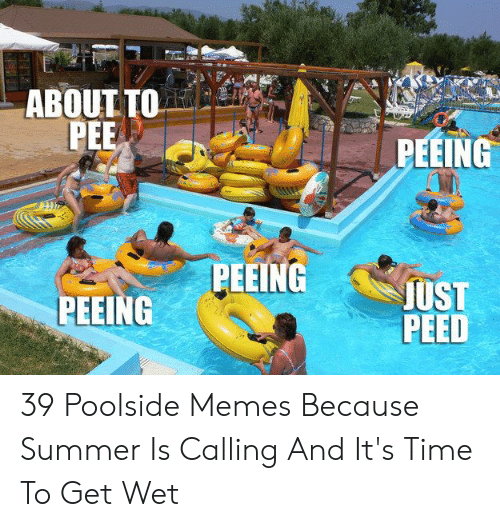 ABOUT TO
PEE
PEEING
PEEING
PEEING
JUST
PEED
39 Poolside Memes Because
Summer Is Calling And It's Time
To Get Wet